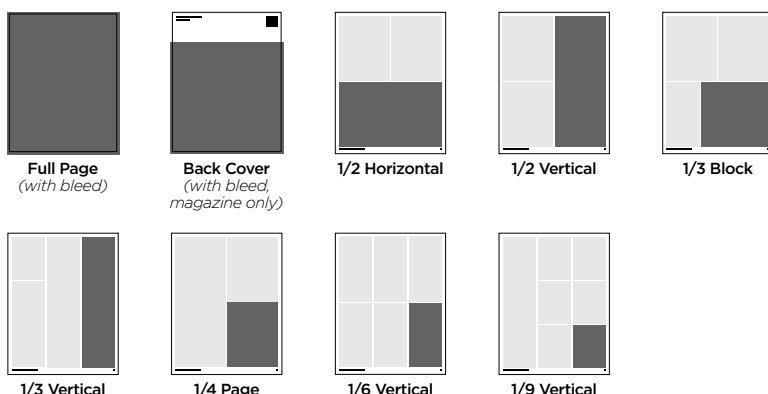 Full Page
(with bleed)
Back Cover
(with bleed,
magazine only)
1/2 Horizontal
1/2 Vertical
1/3 Block
1/3 Vertical
1/4 Page
1/6 Vertical
1/9 Vertical